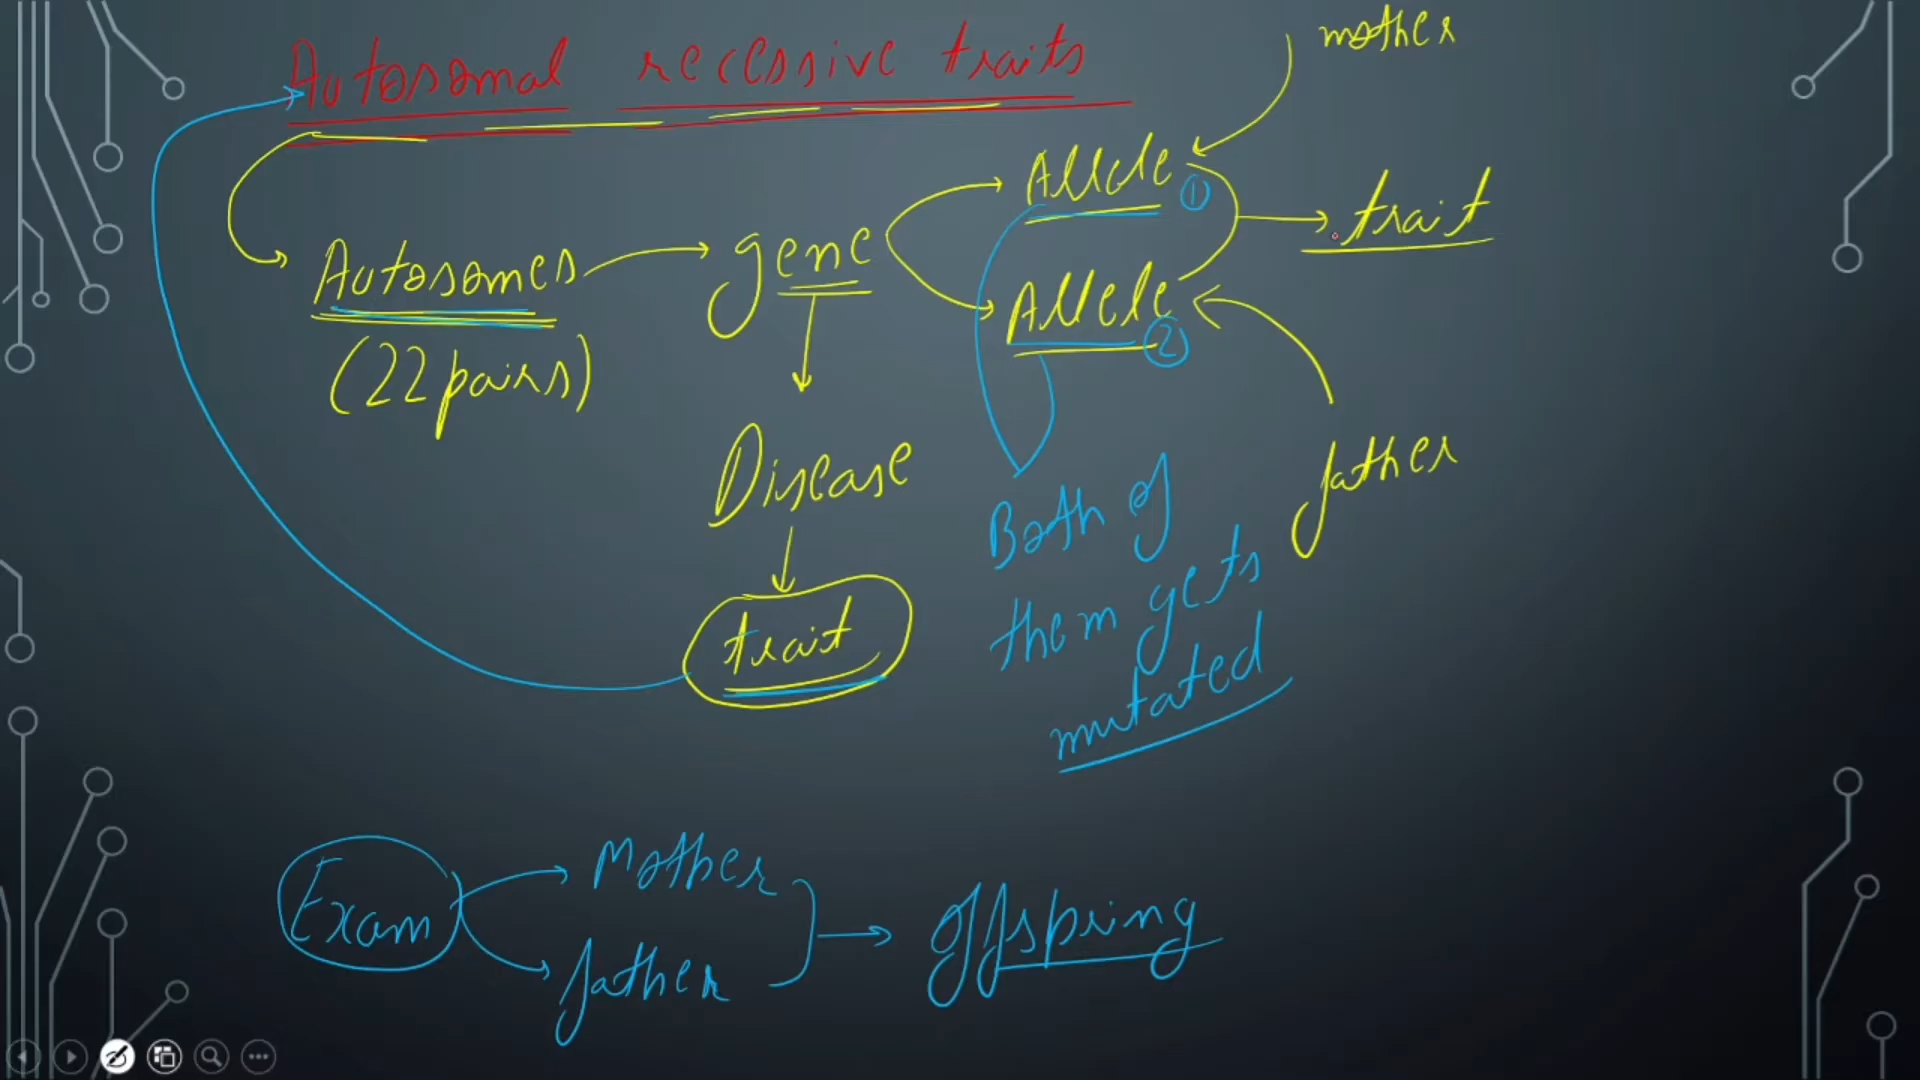 Autosomal recessive traits
mother
Allele ①
trait
Autosomes
gene
Allele ②
(22 pairs)
Disease
father
Both of
them gets
mutated
trait
Exam
Mother
father
offspring